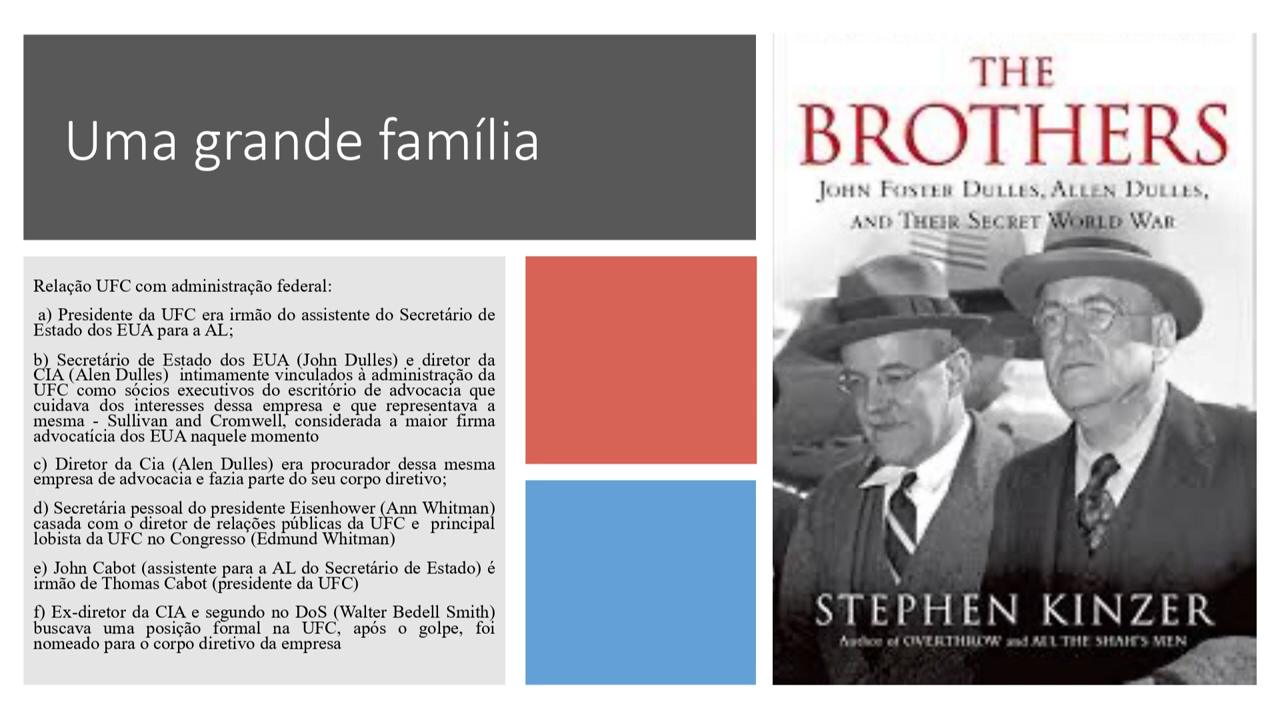 Uma grande família
Relação UFC com administração federal:
a) Presidente da UFC era irmão do assistente do Secretário de
Estado dos EUA para a AL;
b) Secretário de Estado dos EUA (John Dulles) e diretor da
CIA (Alen Dulles) intimamente vinculados à administração da
UFC como sócios executivos do escritório de advocacia que
cuidava dos interesses dessa empresa e que representava a
mesma - Sullivan and Cromwell, considerada a maior firma
advocatícia dos EUA naquele momento
c) Diretor da Cia (Alen Dulles) era procurador dessa mesma
empresa de advocacia e fazia parte do seu corpo diretivo;
d) Secretária pessoal do presidente Eisenhower (Ann Whitman)
casada com o diretor de relações públicas da UFC e principal
lobista da UFC no Congresso (Edmund Whitman)
e) John Cabot (assistente para a AL do Secretário de Estado) é
irmão de Thomas Cabot (presidente da UFC)
f) Ex-diretor da CIA e segundo no DoS (Walter Bedell Smith)
buscava uma posição formal na UFC, após o golpe, foi
nomeado para o corpo diretivo da empresa
THE
BROTHERS
JOHN FOSTER DULLES, ALLEN DULLES,
AND THEIR SECRET WORLD WAR
STEPHEN KINZER
Author of OVERTHROW and ALL THE SHAH'S MEN